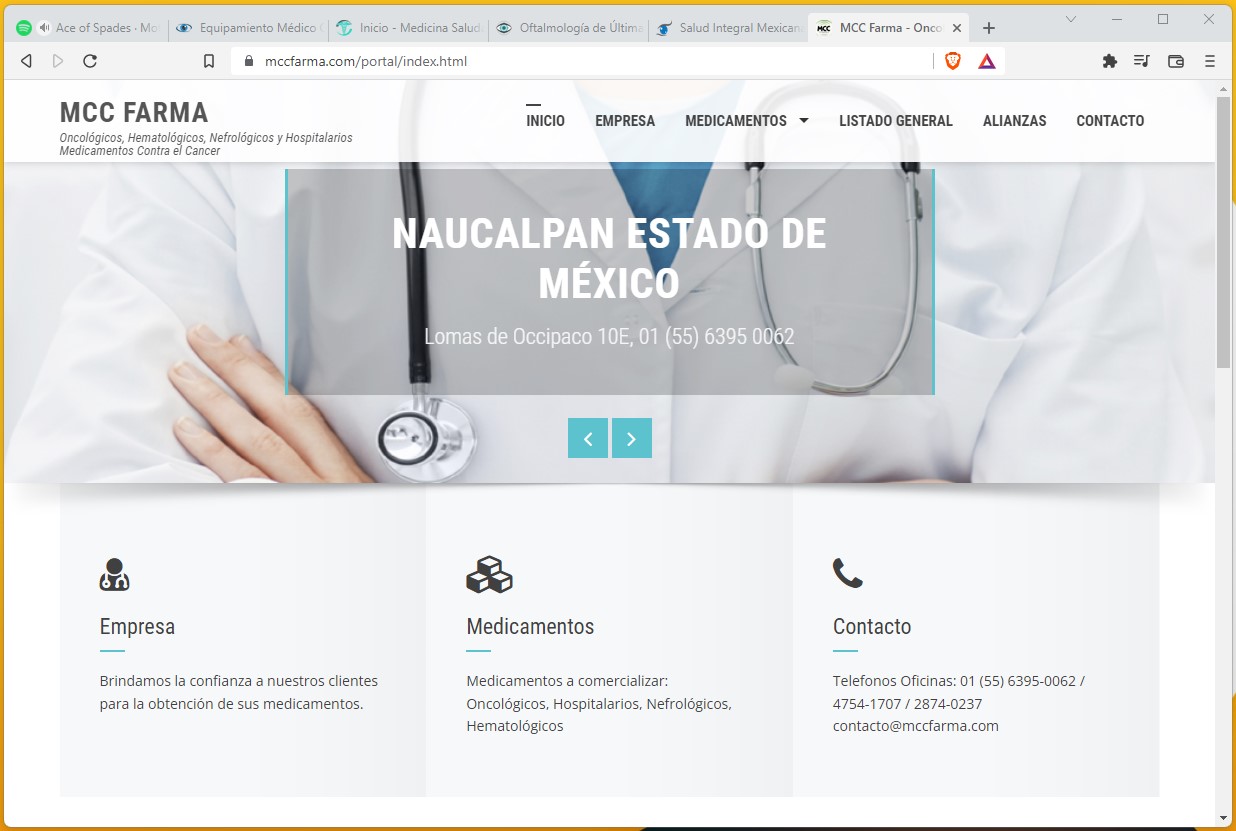 Ace of Spades · Mo
Equipamiento Médico
Inicio - Medicina Salud
Oftalmología de Última
Salud Integral Mexican
MCC
MCC Farma - Onco
mccfarma.com/portal/index.html
MCC FARMA
Oncológicos, Hematológicos, Nefrológicos y Hospitalarios
Medicamentos Contra el Cancer
INICIO EMPRESA MEDICAMENTOS LISTADO GENERAL ALIANZAS CONTACTO
NAUCALPAN ESTADO DE
MÉXICO
Lomas de Occipaco 10E, 01 (55) 6395 0062
Empresa
Brindamos la confianza a nuestros clientes
para la obtención de sus medicamentos.
Medicamentos
Medicamentos a comercializar:
Oncológicos, Hospitalarios, Nefrológicos,
Hematológicos
Contacto
Telefonos Oficinas: 01 (55) 6395-0062 /
4754-1707 / 2874-0237
contacto@mccfarma.com